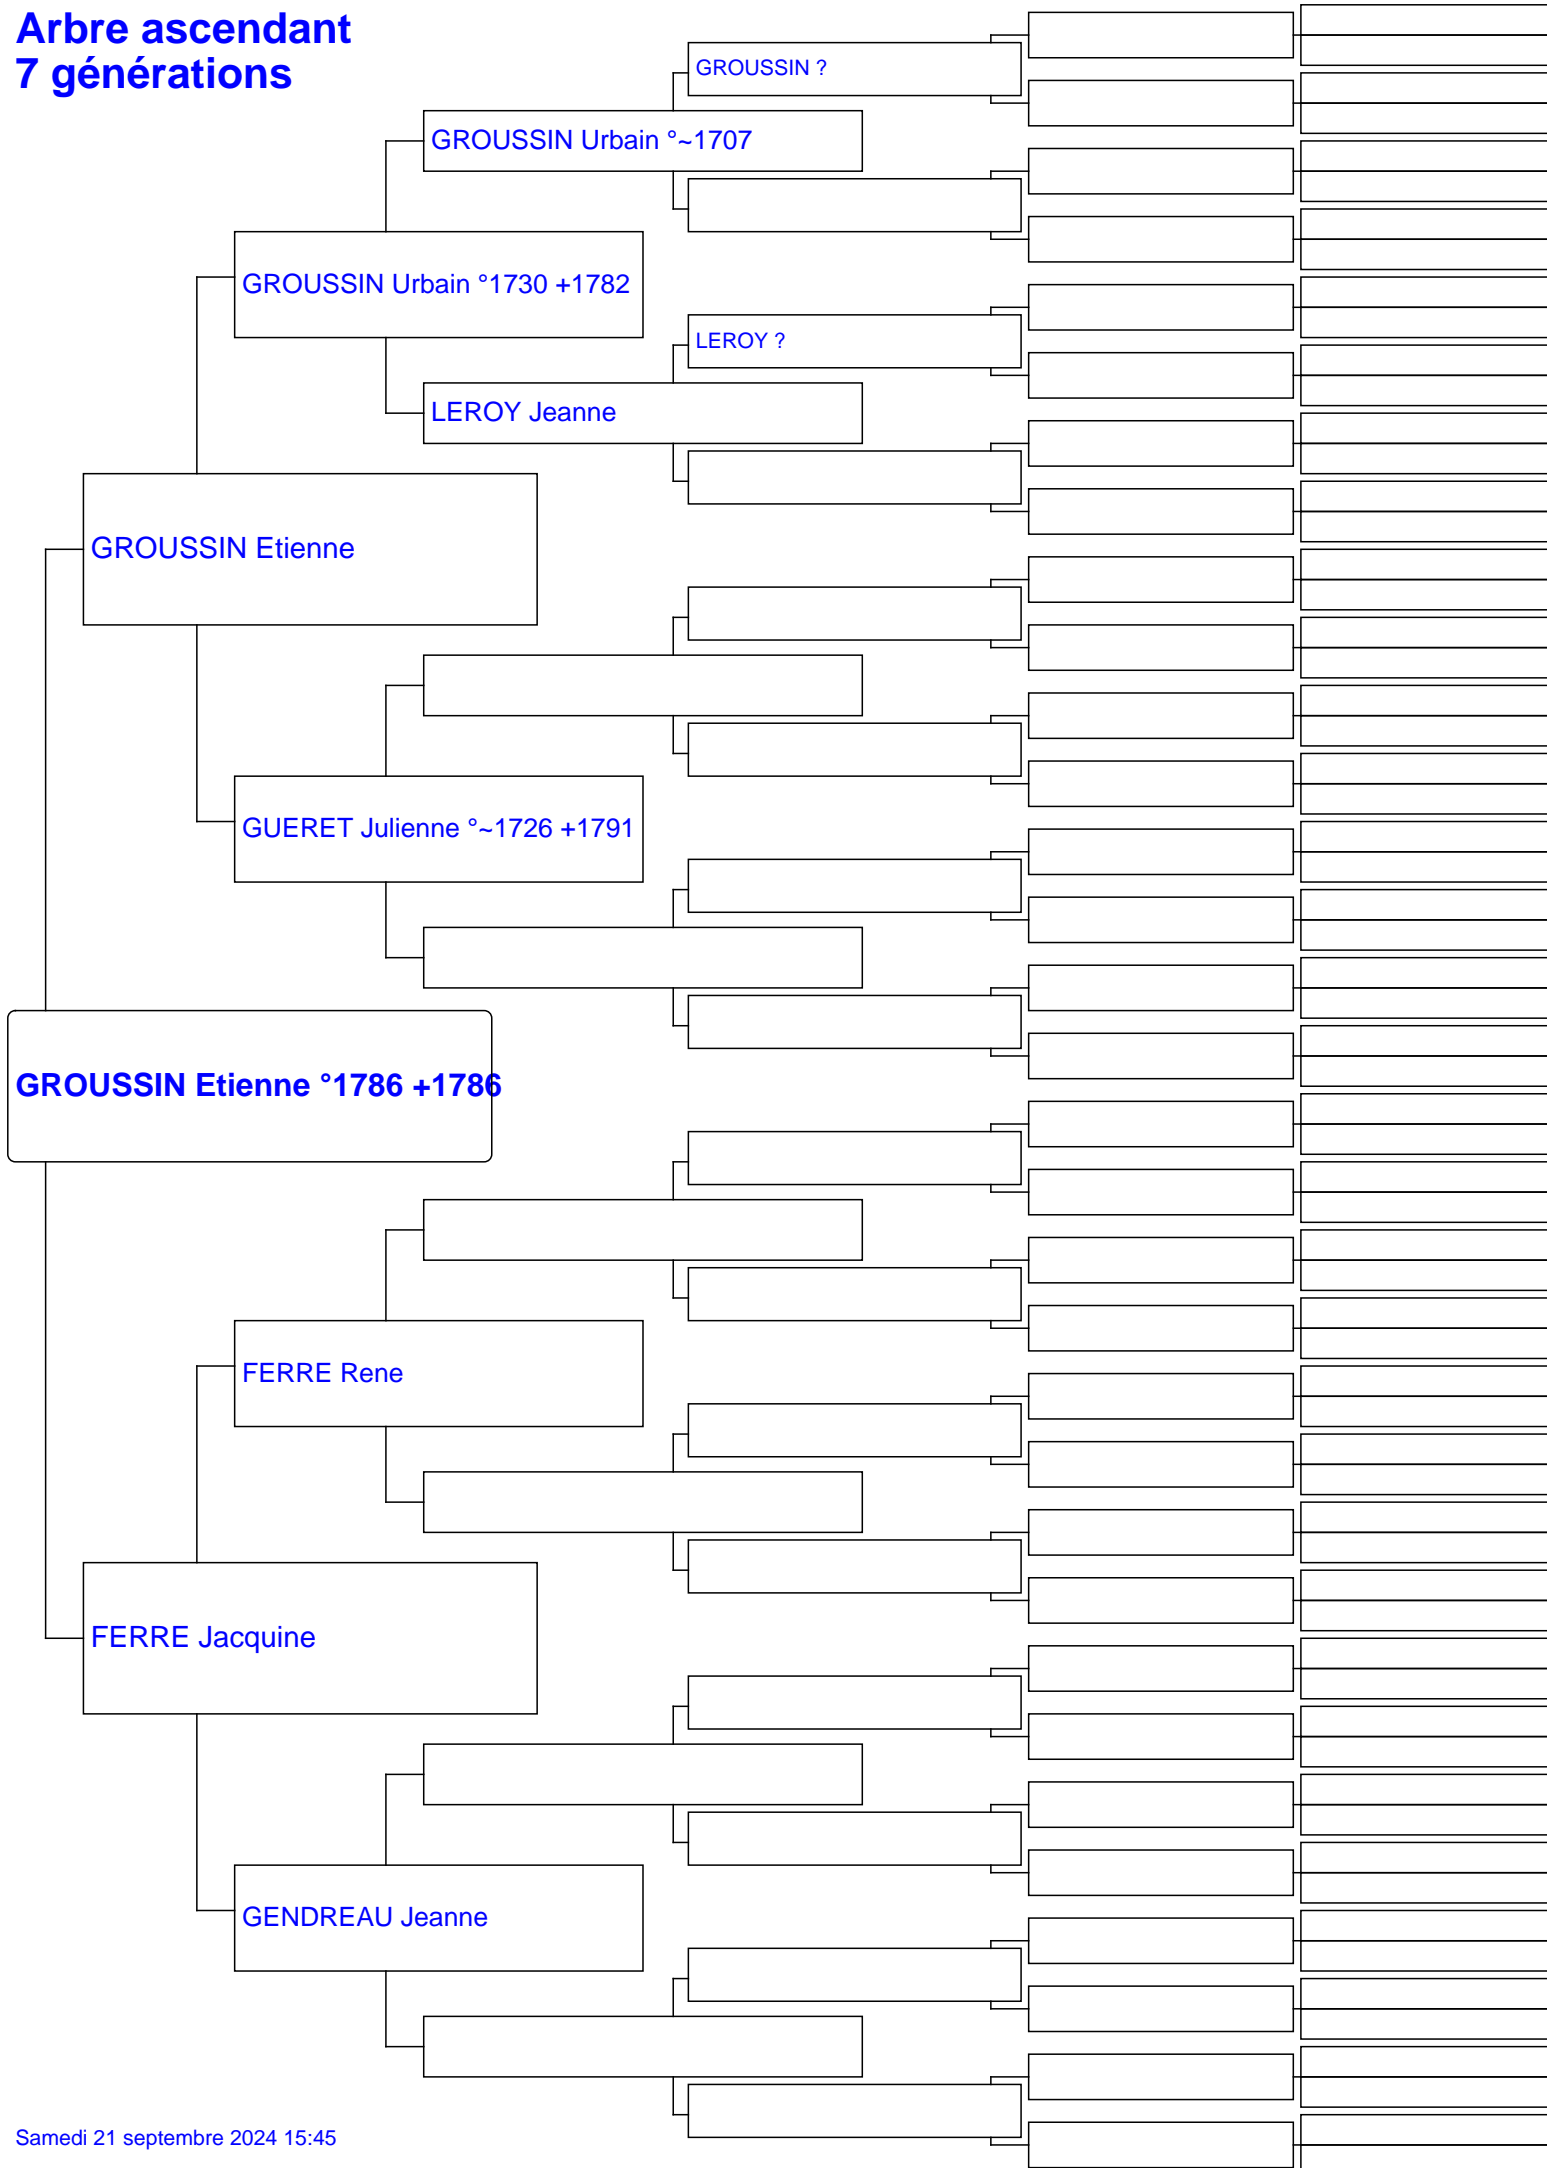 Arbre ascendant
7 générations
GROUSSIN ?
GROUSSIN Urbain °~1707
GROUSSIN Urbain °1730 +1782
LEROY ?
LEROY Jeanne
GROUSSIN Etienne
GUERET Julienne °~1726 +1791
GROUSSIN Etienne °1786 +1786
FERRE Rene
FERRE Jacquine
GENDREAU Jeanne
Samedi 21 septembre 2024 15:45